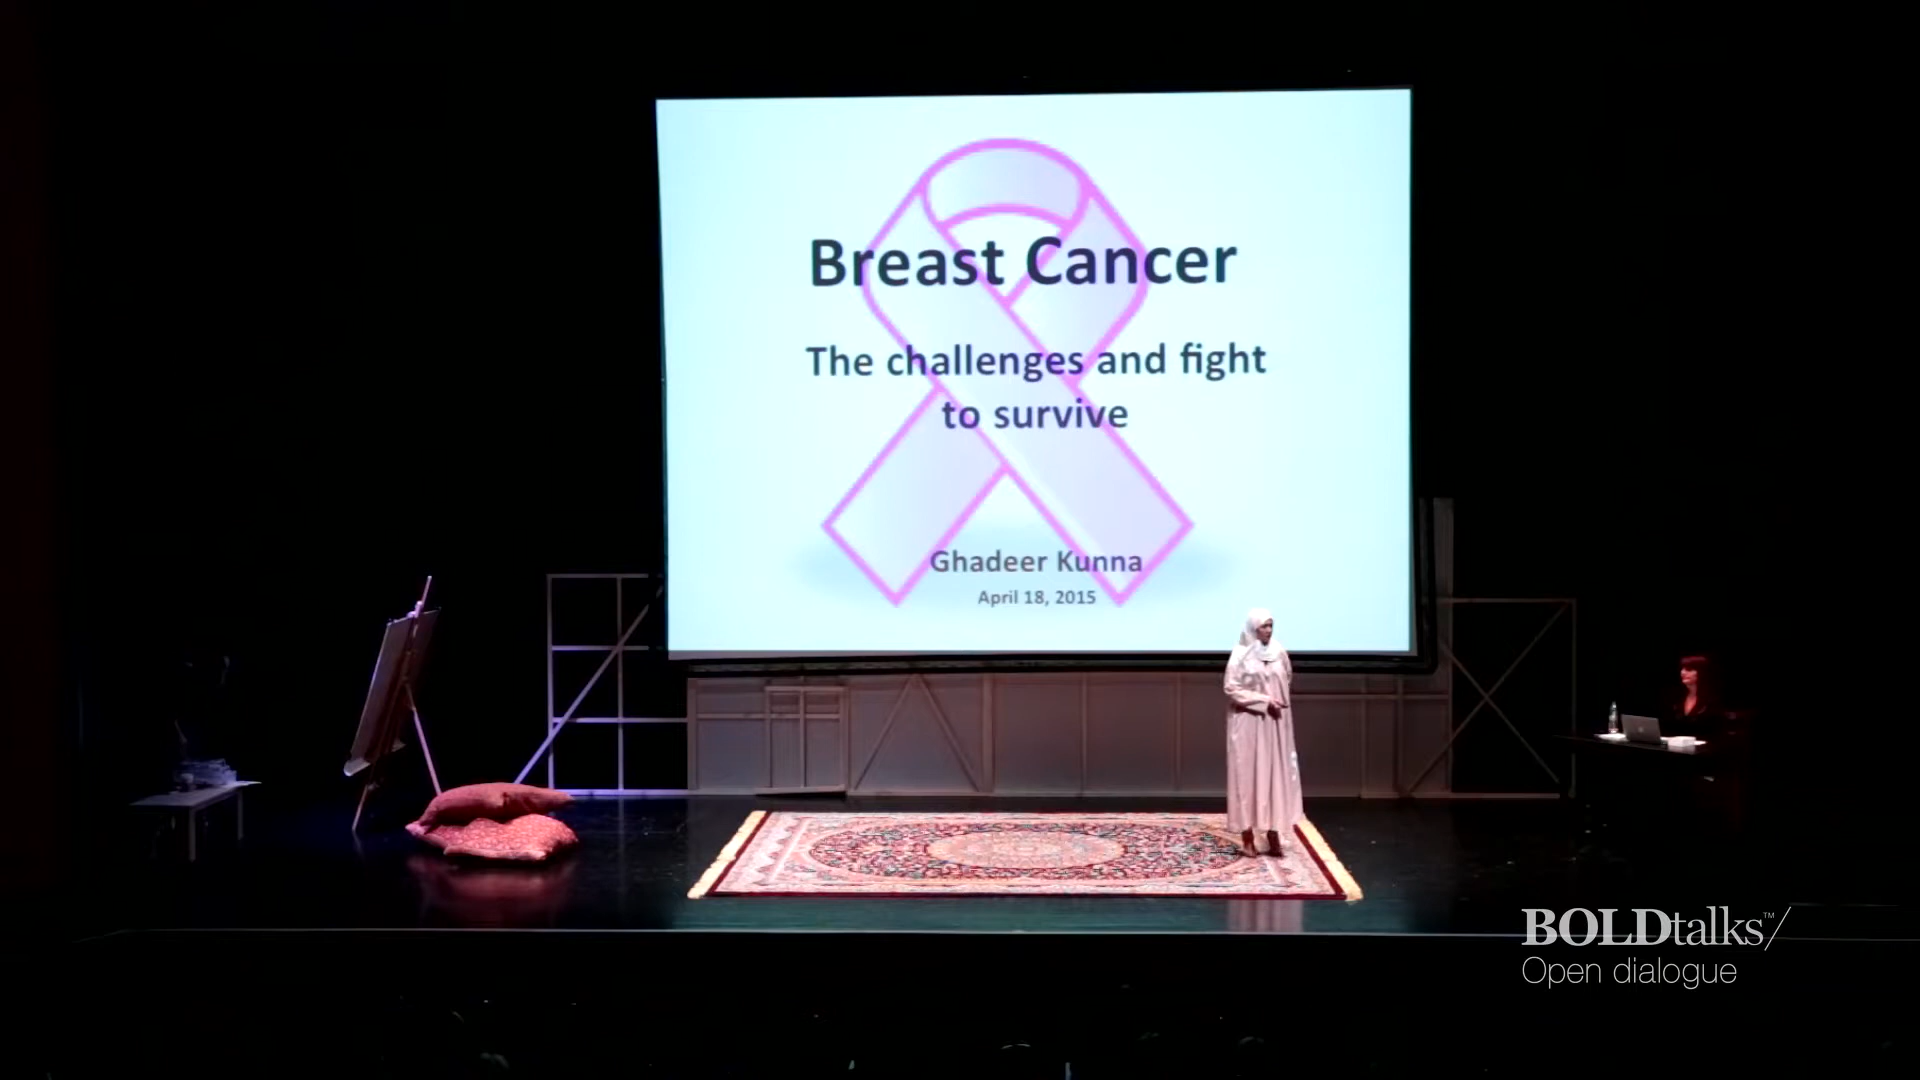 Breast Cancer
The challenges and fight
to survive
Ghadeer Kunna
April 18, 2015
BOLDtalks™/
Open dialogue